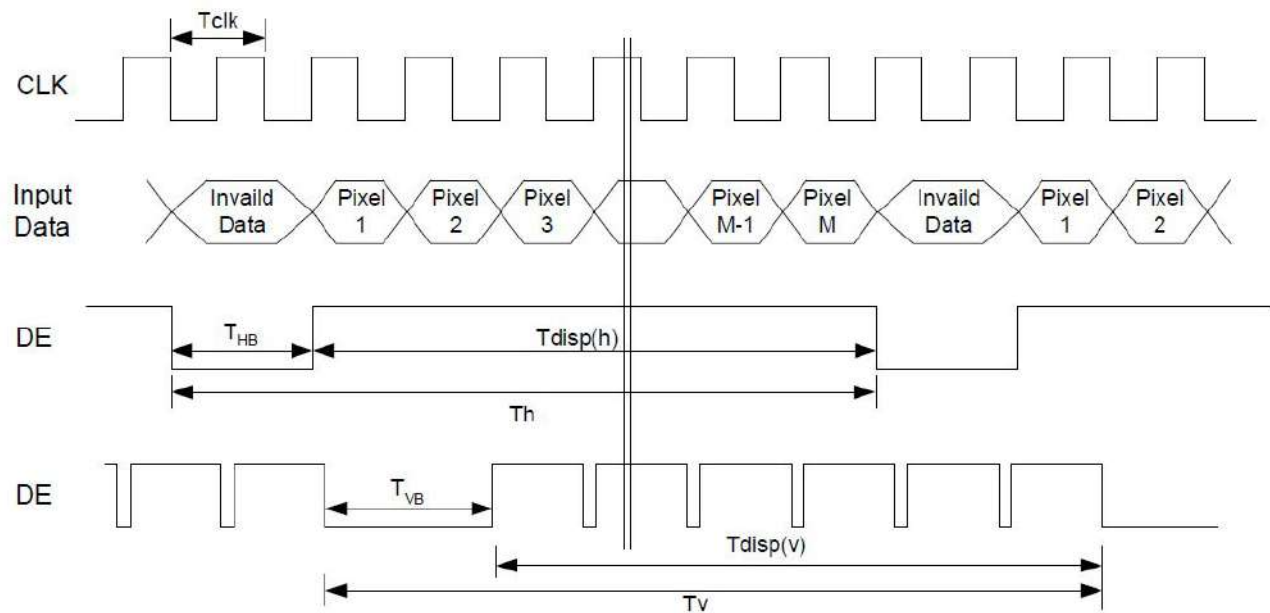 Tclk
CLK
Input
Data
Invaild
Data
Pixel
1
Pixel
2
Pixel
3
Pixel
M-1
Pixel
M
Invaild
Data
Pixel
1
Pixel
2
DE
THB
Tdisp(h)
Th
DE
TVB
Tdisp(v)
Tv